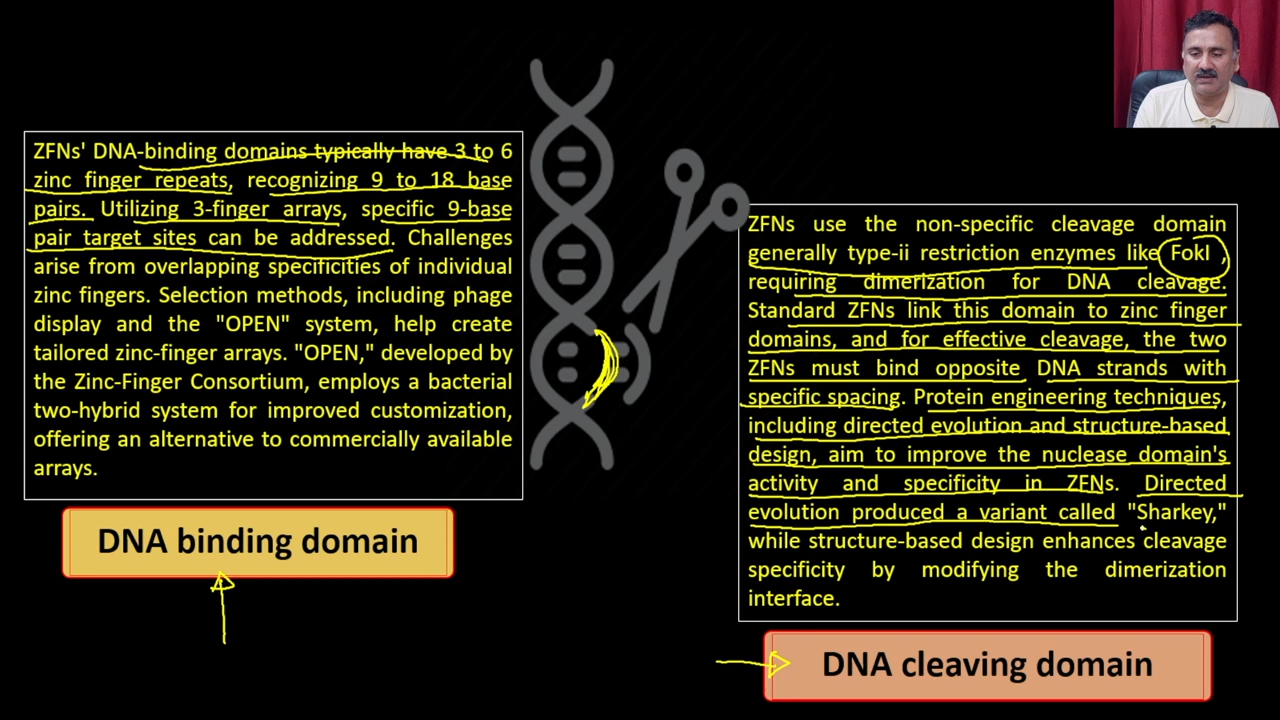 ZFNs' DNA-binding domains typically have 3 to 6
zinc finger repeats, recognizing 9 to 18 base
pairs. Utilizing 3-finger arrays, specific 9-base
pair target sites can be addressed. Challenges
arise from overlapping specificities of individual
zinc fingers. Selection methods, including phage
display and the "OPEN" system, help create
tailored zinc-finger arrays. "OPEN," developed by
the Zinc-Finger Consortium, employs a bacterial
two-hybrid system for improved customization,
offering an alternative to commercially available
arrays.
DNA binding domain
ZFNs use the non-specific cleavage domain
generally type-ii restriction enzymes like FokI ,
requiring dimerization for DNA cleavage.
Standard ZFNs link this domain to zinc finger
domains, and for effective cleavage, the two
ZFNs must bind opposite DNA strands with
specific spacing. Protein engineering techniques,
including directed evolution and structure-based
design, aim to improve the nuclease domain's
activity and specificity in ZFNs. Directed
evolution produced a variant called "Sharkey,"
while structure-based design enhances cleavage
specificity by modifying the dimerization
interface.
DNA cleaving domain